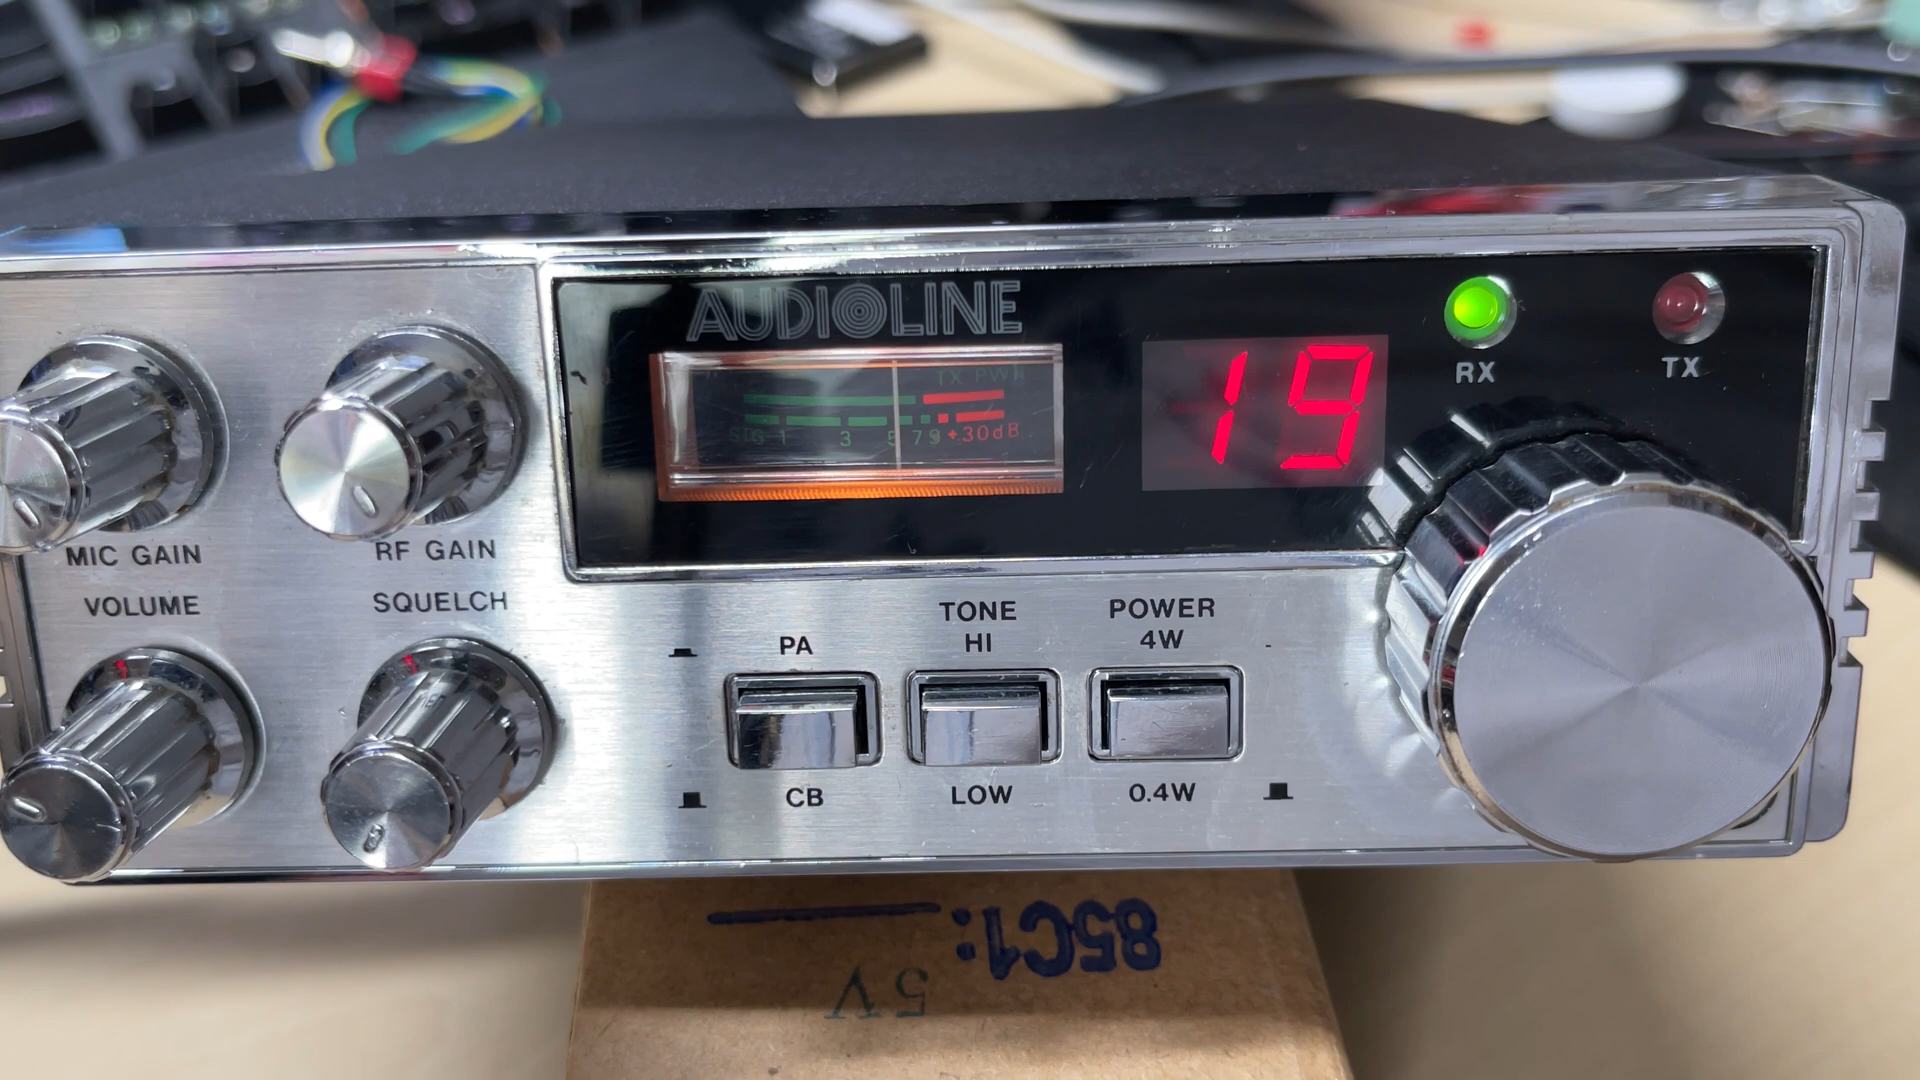 AUDIOLINE
TX PWR
SIG 1 3 5 7 9 +30dB
19
RX
TX
MIC GAIN
RF GAIN
VOLUME
SQUELCH
PA
TONE
HI
POWER
4W
CB
LOW
0.4W
85C1:
5V